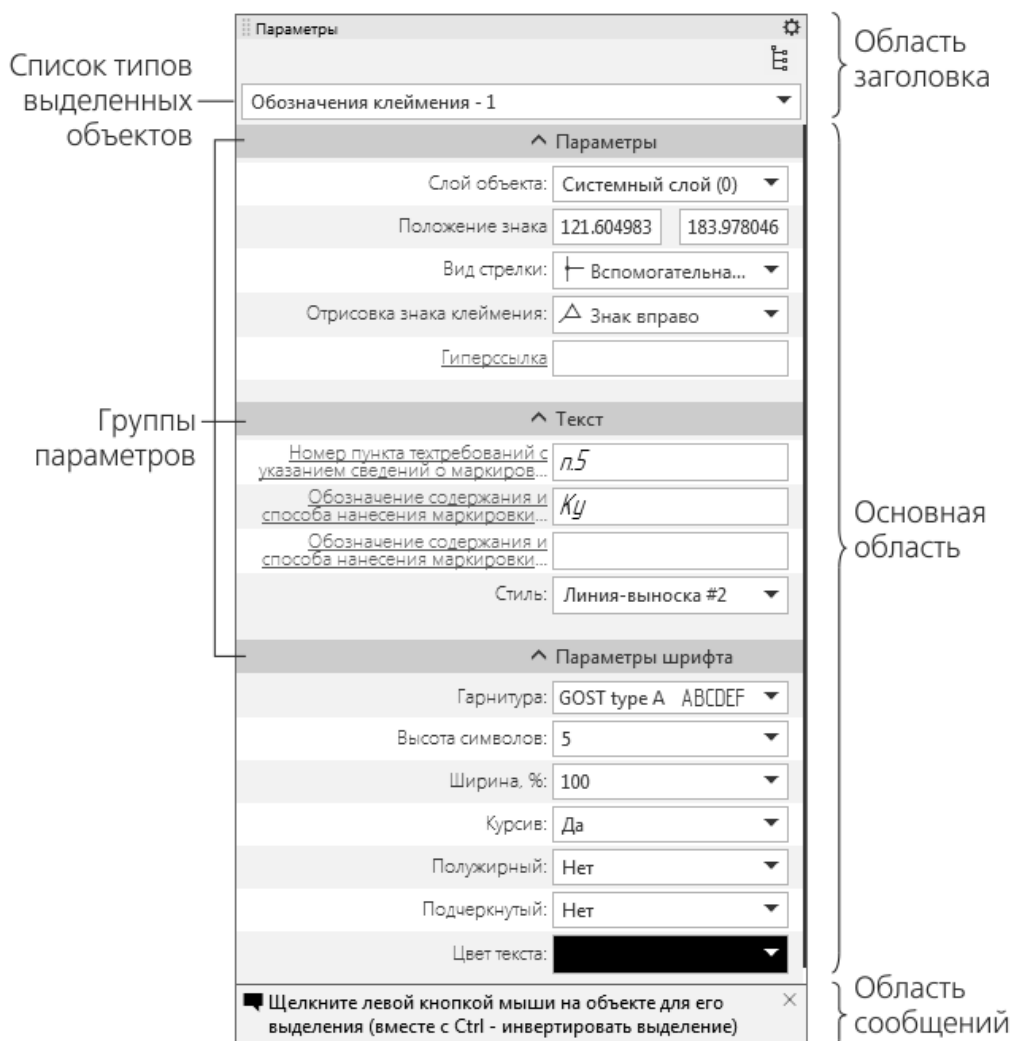 Параметры
Область
заголовка
Список типов
выделенных
объектов
Обозначения клеймения - 1
Параметры
Слой объекта: Системный слой (0)
Положение знака 121.604983 183.978046
Вид стрелки: Вспомогательна...
Отрисовка знака клеймения: Знак вправо
Гиперссылка
Группы
параметров
Текст
Номер пункта техтребований с
указанием сведений о маркиров...
п.5
Обозначение содержания и
способа нанесения маркировки...
Ку
Обозначение содержания и
способа нанесения маркировки...
Основная
область
Стиль: Линия-выноска #2
Параметры шрифта
Гарнитура: GOST type A ABCDEF
Высота символов: 5
Ширина, %: 100
Курсив: Да
Полужирный: Нет
Подчеркнутый: Нет
Цвет текста:
Щелкните левой кнопкой мыши на объекте для его
выделения (вместе с Ctrl - инвертировать выделение)
Область
сообщений